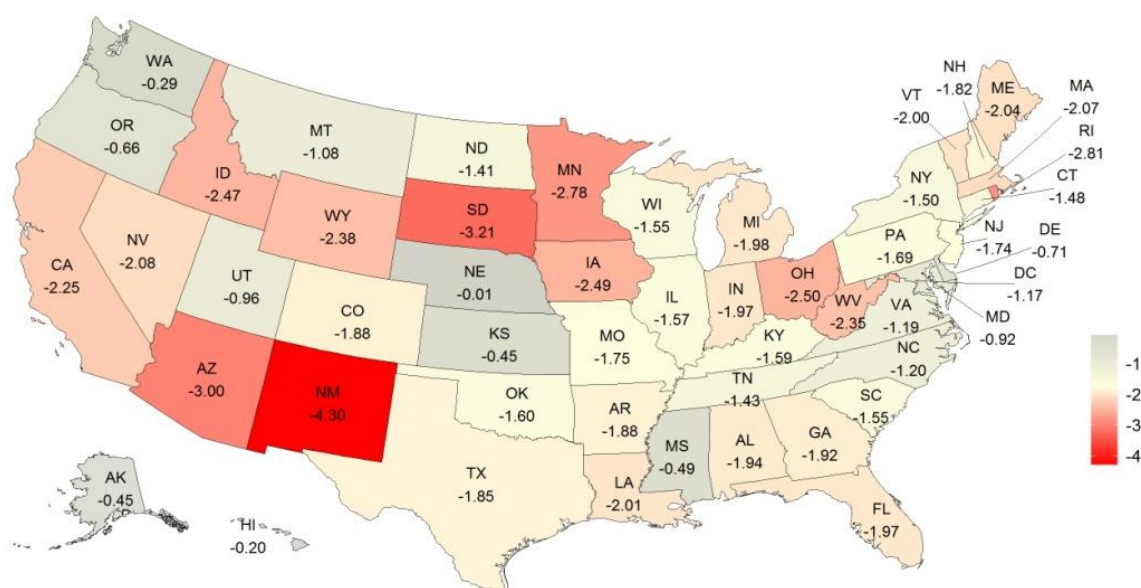 WA
-0.29
OR
-0.66
CA
-2.25
NV
-2.08
ID
-2.47
MT
-1.08
WY
-2.38
UT
-0.96
CO
-1.88
AZ
-3.00
NM
-4.30
ND
-1.41
SD
-3.21
NE
-0.01
KS
-0.45
OK
-1.60
TX
-1.85
MN
-2.78
IA
-2.49
MO
-1.75
AR
-1.88
LA
-2.01
WI
-1.55
IL
-1.57
MI
-1.98
IN
-1.97
OH
-2.50
KY
-1.59
TN
-1.43
MS
-0.49
AL
-1.94
GA
-1.92
FL
-1.97
SC
-1.55
NC
-1.20
VA
-1.19
WV
-2.35
PA
-1.69
NY
-1.50
VT
-2.00
NH
-1.82
ME
-2.04
MA
-2.07
RI
-2.81
CT
-1.48
NJ
-1.74
DE
-0.71
DC
-1.17
MD
-0.92
AK
-0.45
HI
-0.20
-1
-2
-3
-4